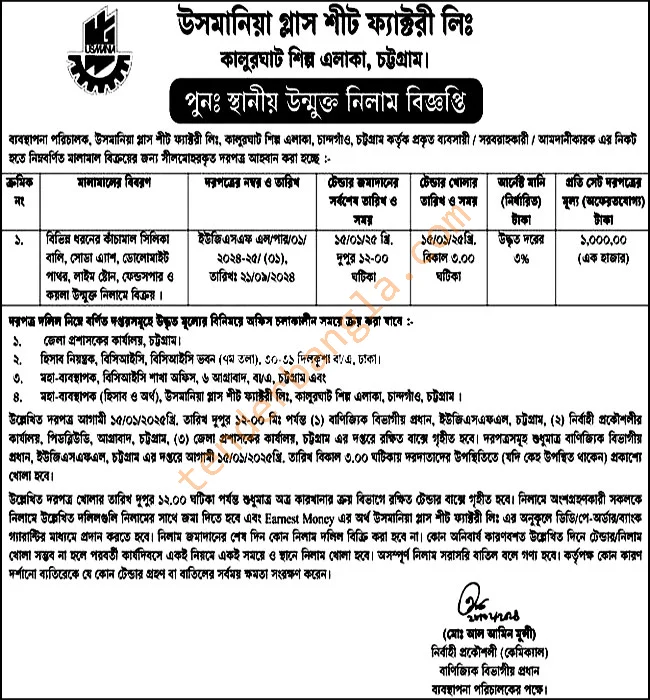 উসমানিয়া গ্লাস শীট ফ্যাক্টরী লিঃ
USMANIA
কালুরঘাট শিল্প এলাকা, চট্টগ্রাম।
পুনঃ স্থানীয় উন্মুক্ত নিলাম বিজ্ঞপ্তি
ব্যবস্থাপনা পরিচালক, উসমানিয়া গ্লাস শীট ফ্যাক্টরী লিঃ, কালুরঘাট শিল্প এলাকা, চান্দগাঁও, চট্টগ্রাম কর্তৃক প্রকৃত ব্যবসায়ী / সরবরাহকারী / আমদানীকারক এর নিকট
হতে নিম্নবর্ণিত মালামাল বিক্রয়ের জন্য সীলমোহরকৃত দরপত্র আহবান করা হচ্ছে :-
ক্রমিক নং
মালামালের বিবরণ
দরপত্রের নম্বর ও তারিখ
টেন্ডার জমাদানের সর্বশেষ তারিখ ও সময়
টেন্ডার খোলার তারিখ ও সময়
আর্নেষ্ট মানি (নির্ধারিত) টাকা
প্রতি সেট দরপত্রের মূল্য (অফেরতযোগ্য) টাকা
১.
বিভিন্ন ধরনের কাঁচামাল সিলিকা
বালি, সোডা এ্যাশ, ডোলোমাইট
পাথর, লাইম ষ্টোন, ফেল্ডসপার ও
কয়লা উন্মুক্ত নিলামে বিক্রয় ।
ইউজিএসএফ এল/পার/০১/
২০২৪-২৫/ (০১),
তারিখঃ ২১/০৯/২০২৪
১৫/০১/২৫ খ্রি.
দুপুর ১২-০০
ঘটিকা
১৫/০১/২৫খ্রি.
বিকাল ৩.০০
ঘটিকা
উদ্ধৃত দরের
৩%
১,০০০,০০
(এক হাজার)
দরপত্র দলিল নিম্নে বর্ণিত দপ্তরসমূহে উদ্ধৃত মূল্যের বিনিময়ে অফিস চলাকালীন সময়ে ক্রয় করা যাবে :-
১. জেলা প্রশাসকের কার্যালয়, চট্টগ্রাম।
২. হিসাব নিয়ন্ত্রক, বিসিআইসি, বিসিআইসি ভবন (৭ম তলা), ৩০-৩১ দিলকুশা বা/এ, ঢাকা।
৩. মহা-ব্যবস্থাপক, বিসিআইসি শাখা অফিস, ৬ আগ্রাবাদ, বা/এ, চট্টগ্রাম এবং
৪. মহা-ব্যবস্থাপক (হিসাব ও অর্থ), উসমানিয়া গ্লাস শীট ফ্যাক্টরী লিঃ, কালুরঘাট শিল্প এলাকা, চান্দগাঁও, চট্টগ্রাম ।
উল্লেখিত দরপত্র আগামী ১৫/০১/২০২৫খ্রি. তারিখ দুপুর ১২-০০ মিঃ পর্যন্ত (১) বাণিজ্যিক বিভাগীয় প্রধান, ইউজিএসএফএল, চট্টগ্রাম, (২) নির্বাহী প্রকৌশলীর
কার্যালয়, পিডব্লিউডি, আগ্রাবাদ, চট্টগ্রাম, (৩) জেলা প্রশাসকের কার্যালয়, চট্টগ্রাম এর দপ্তরে রক্ষিত বাক্সে গৃহীত হবে। দরপত্রসমূহ শুধুমাত্র বাণিজ্যিক বিভাগীয়
প্রধান, ইউজিএসএফএল, চট্টগ্রাম এর দপ্তরে আগামী ১৫/০১/২০২৫খ্রি. তারিখ বিকাল ৩.০০ ঘটিকায় দরদাতাদের উপস্থিতিতে (যদি কেহ উপস্থিত থাকেন) প্রকাশ্যে
খোলা হবে।
উল্লেখিত দরপত্র খোলার তারিখ দুপুর ১২.০০ ঘটিকা পর্যন্ত শুধুমাত্র অত্র কারখানার ক্রয় বিভাগে রক্ষিত টেন্ডার বাক্সে গৃহীত হবে। নিলামে অংশগ্রহণকারী সকলকে
নিলামে উল্লেখিত দলিলগুলি নিলামের সাথে জমা দিতে হবে এবং Earnest Money এর অর্থ উসমানিয়া গ্লাস শীট ফ্যাক্টরী লিঃ এর অনুকূলে ডিডি/পে-অর্ডার/ব্যাংক
গ্যারান্টির মাধ্যমে প্রদান করতে হবে। নিলাম জমাদানের শেষ দিন কোন নিলাম দলিল বিক্রি করা হবে না। কোন অনিবার্য কারণবশত উল্লেখিত দিনে টেন্ডার/নিলাম
খোলা সম্ভব না হলে পরবর্তী কার্যদিবসে একই নিয়মে একই সময়ে ও স্থানে নিলাম খোলা হবে। অসম্পূর্ণ নিলাম সরাসরি বাতিল বলে গণ্য হবে। কর্তৃপক্ষ কোন কারণ
দর্শানো ব্যতিরেকে যে কোন টেন্ডার গ্রহণ বা বাতিলের সর্বময় ক্ষমতা সংরক্ষণ করেন।
(মোঃ আল আমিন মুন্সী)
নির্বাহী প্রকৌশলী (কেমিক্যাল)
বাণিজ্যিক বিভাগীয় প্রধান
ব্যবস্থাপনা পরিচালকের পক্ষে।
tenderbangla.com